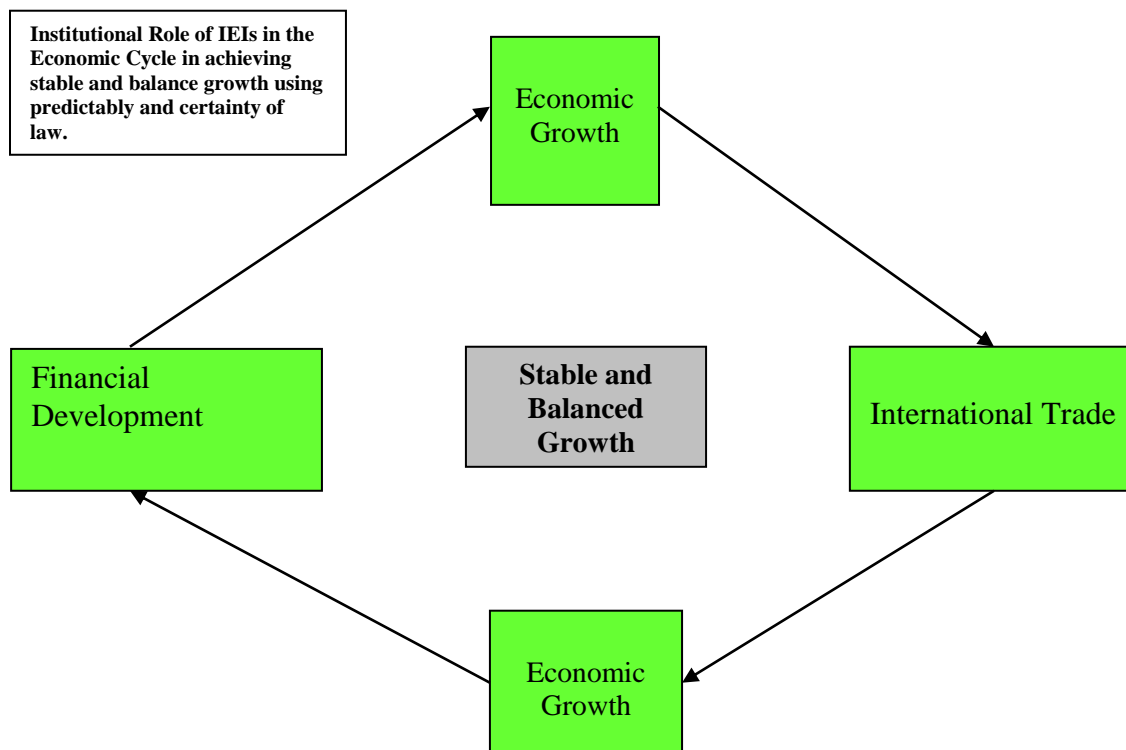 Institutional Role of IEIs in the
Economic Cycle in achieving
stable and balance growth using
predictably and certainty of
law.
Economic
Growth
Financial
Development
Stable and
Balanced
Growth
International Trade
Economic
Growth